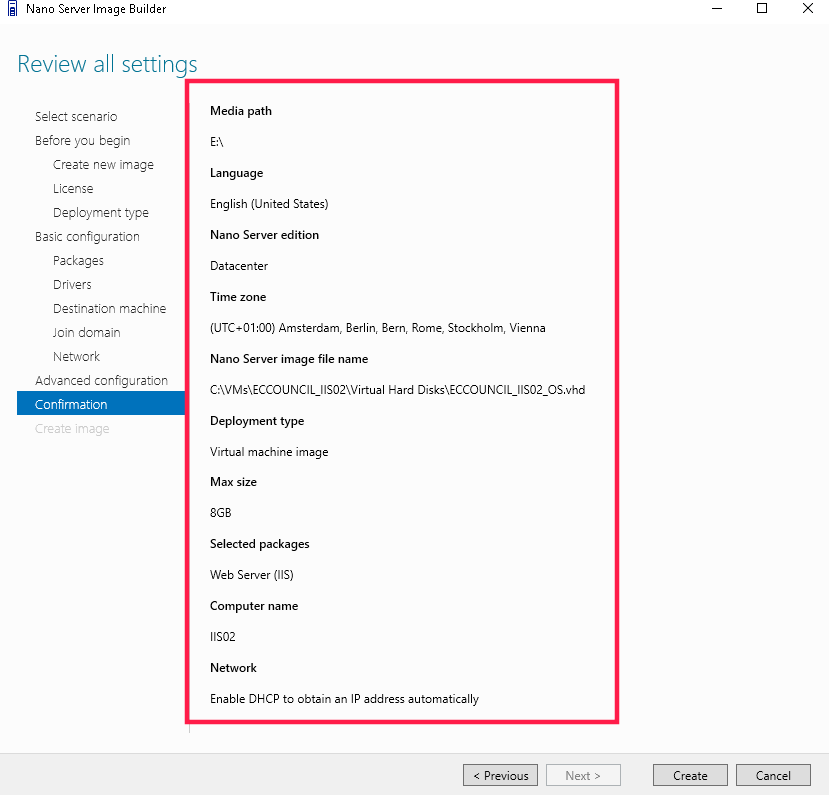 Nano Server Image Builder
Review all settings
Select scenario
Before you begin
Create new image
License
Deployment type
Basic configuration
Packages
Drivers
Destination machine
Join domain
Network
Advanced configuration
Confirmation
Create image
Media path
E:\
Language
English (United States)
Nano Server edition
Datacenter
Time zone
(UTC+01:00) Amsterdam, Berlin, Bern, Rome, Stockholm, Vienna
Nano Server image file name
C:\VMs\ECCOUNCIL_IIS02\Virtual Hard Disks\ECCOUNCIL_IIS02_OS.vhd
Deployment type
Virtual machine image
Max size
8GB
Selected packages
Web Server (IIS)
Computer name
IIS02
Network
Enable DHCP to obtain an IP address automatically
< Previous
Next >
Create
Cancel